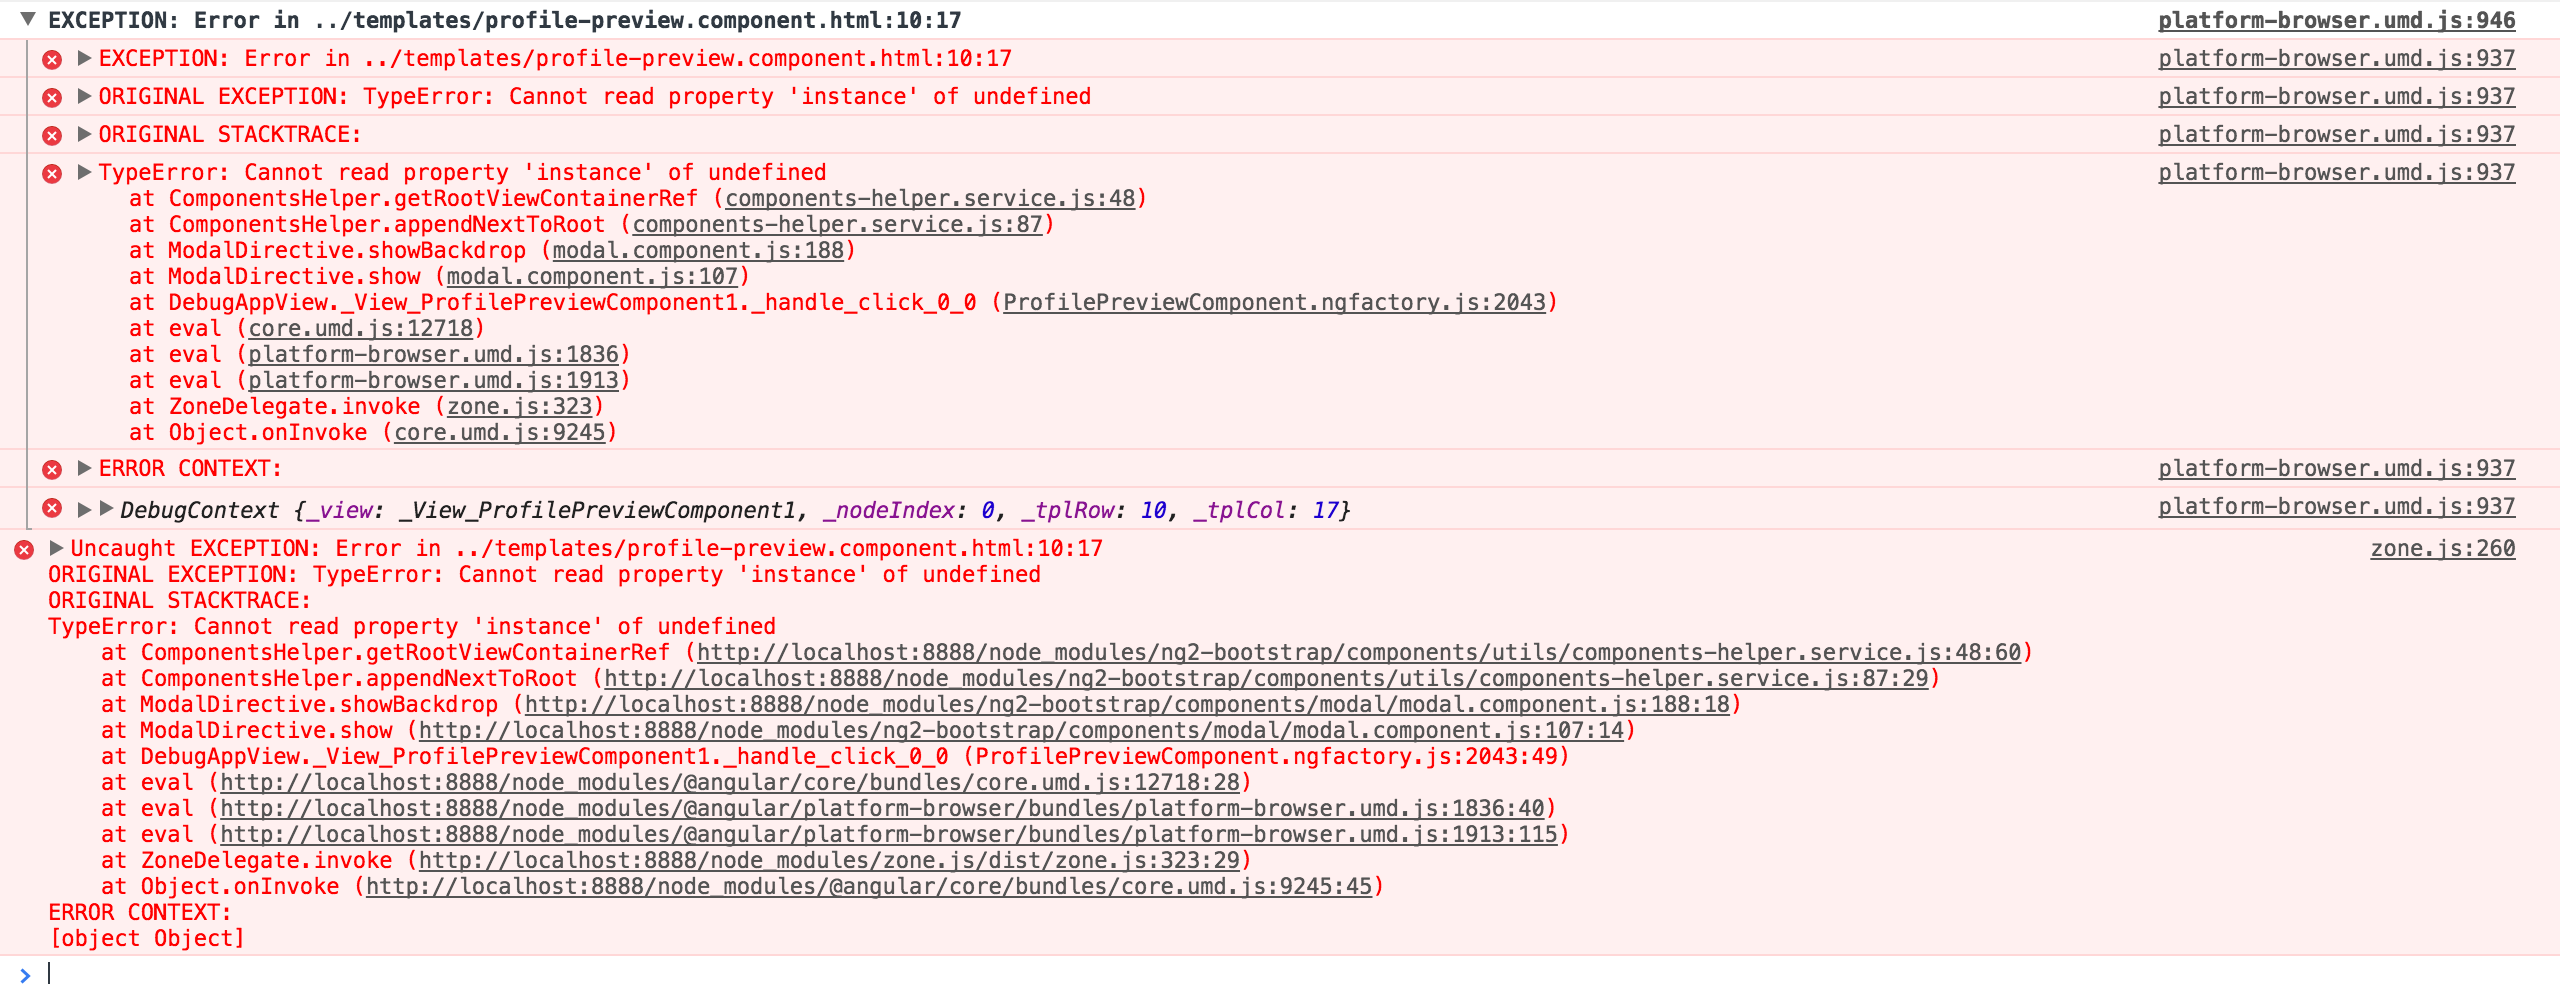 EXCEPTION: Error in ../templates/profile-preview.component.html:10:17 platform-browser.umd.js:946
EXCEPTION: Error in ../templates/profile-preview.component.html:10:17 platform-browser.umd.js:937
ORIGINAL EXCEPTION: TypeError: Cannot read property 'instance' of undefined platform-browser.umd.js:937
ORIGINAL STACKTRACE: platform-browser.umd.js:937
TypeError: Cannot read property 'instance' of undefined platform-browser.umd.js:937
at ComponentsHelper.getRootViewContainerRef (components-helper.service.js:48)
at ComponentsHelper.appendNextToRoot (components-helper.service.js:87)
at ModalDirective.showBackdrop (modal.component.js:188)
at ModalDirective.show (modal.component.js:107)
at DebugAppView._View_ProfilePreviewComponent1._handle_click_0_0 (ProfilePreviewComponent.ngfactory.js:2043)
at eval (core.umd.js:12718)
at eval (platform-browser.umd.js:1836)
at eval (platform-browser.umd.js:1913)
at ZoneDelegate.invoke (zone.js:323)
at Object.onInvoke (core.umd.js:9245)
ERROR CONTEXT: platform-browser.umd.js:937
DebugContext {_view: _View_ProfilePreviewComponent1, _nodeIndex: 0, _tplRow: 10, _tplCol: 17} platform-browser.umd.js:937
Uncaught EXCEPTION: Error in ../templates/profile-preview.component.html:10:17 zone.js:260
ORIGINAL EXCEPTION: TypeError: Cannot read property 'instance' of undefined
ORIGINAL STACKTRACE:
TypeError: Cannot read property 'instance' of undefined
at ComponentsHelper.getRootViewContainerRef (http://localhost:8888/node_modules/ng2-bootstrap/components/utils/components-helper.service.js:48:60)
at ComponentsHelper.appendNextToRoot (http://localhost:8888/node_modules/ng2-bootstrap/components/utils/components-helper.service.js:87:29)
at ModalDirective.showBackdrop (http://localhost:8888/node_modules/ng2-bootstrap/components/modal/modal.component.js:188:18)
at ModalDirective.show (http://localhost:8888/node_modules/ng2-bootstrap/components/modal/modal.component.js:107:14)
at DebugAppView._View_ProfilePreviewComponent1._handle_click_0_0 (ProfilePreviewComponent.ngfactory.js:2043:49)
at eval (http://localhost:8888/node_modules/@angular/core/bundles/core.umd.js:12718:28)
at eval (http://localhost:8888/node_modules/@angular/platform-browser/bundles/platform-browser.umd.js:1836:40)
at eval (http://localhost:8888/node_modules/@angular/platform-browser/bundles/platform-browser.umd.js:1913:115)
at ZoneDelegate.invoke (http://localhost:8888/node_modules/zone.js/dist/zone.js:323:29)
at Object.onInvoke (http://localhost:8888/node_modules/@angular/core/bundles/core.umd.js:9245:45)
ERROR CONTEXT:
[object Object]